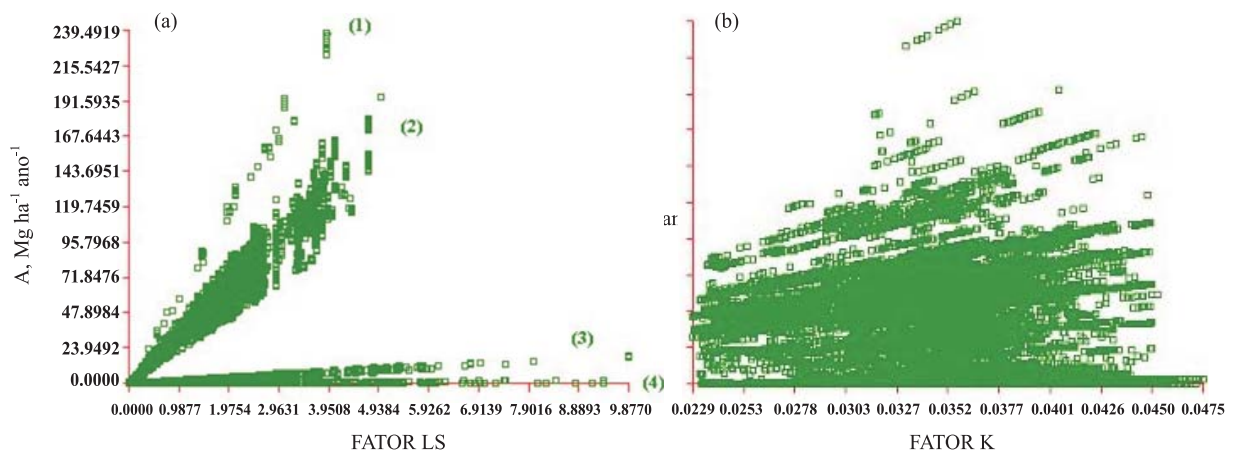 (a)
(b)
A, Mg ha⁻¹ ano⁻¹
239.4919
215.5427
191.5935
167.6443
143.6951
119.7459
95.7968
71.8476
47.8984
23.9492
0.0000
(1)
(2)
(3)
(4)
ar
0.0000 0.9877 1.9754 2.9631 3.9508 4.9384 5.9262 6.9139 7.9016 8.8893 9.8770
0.0229 0.0253 0.0278 0.0303 0.0327 0.0352 0.0377 0.0401 0.0426 0.0450 0.0475
FATOR LS
FATOR K